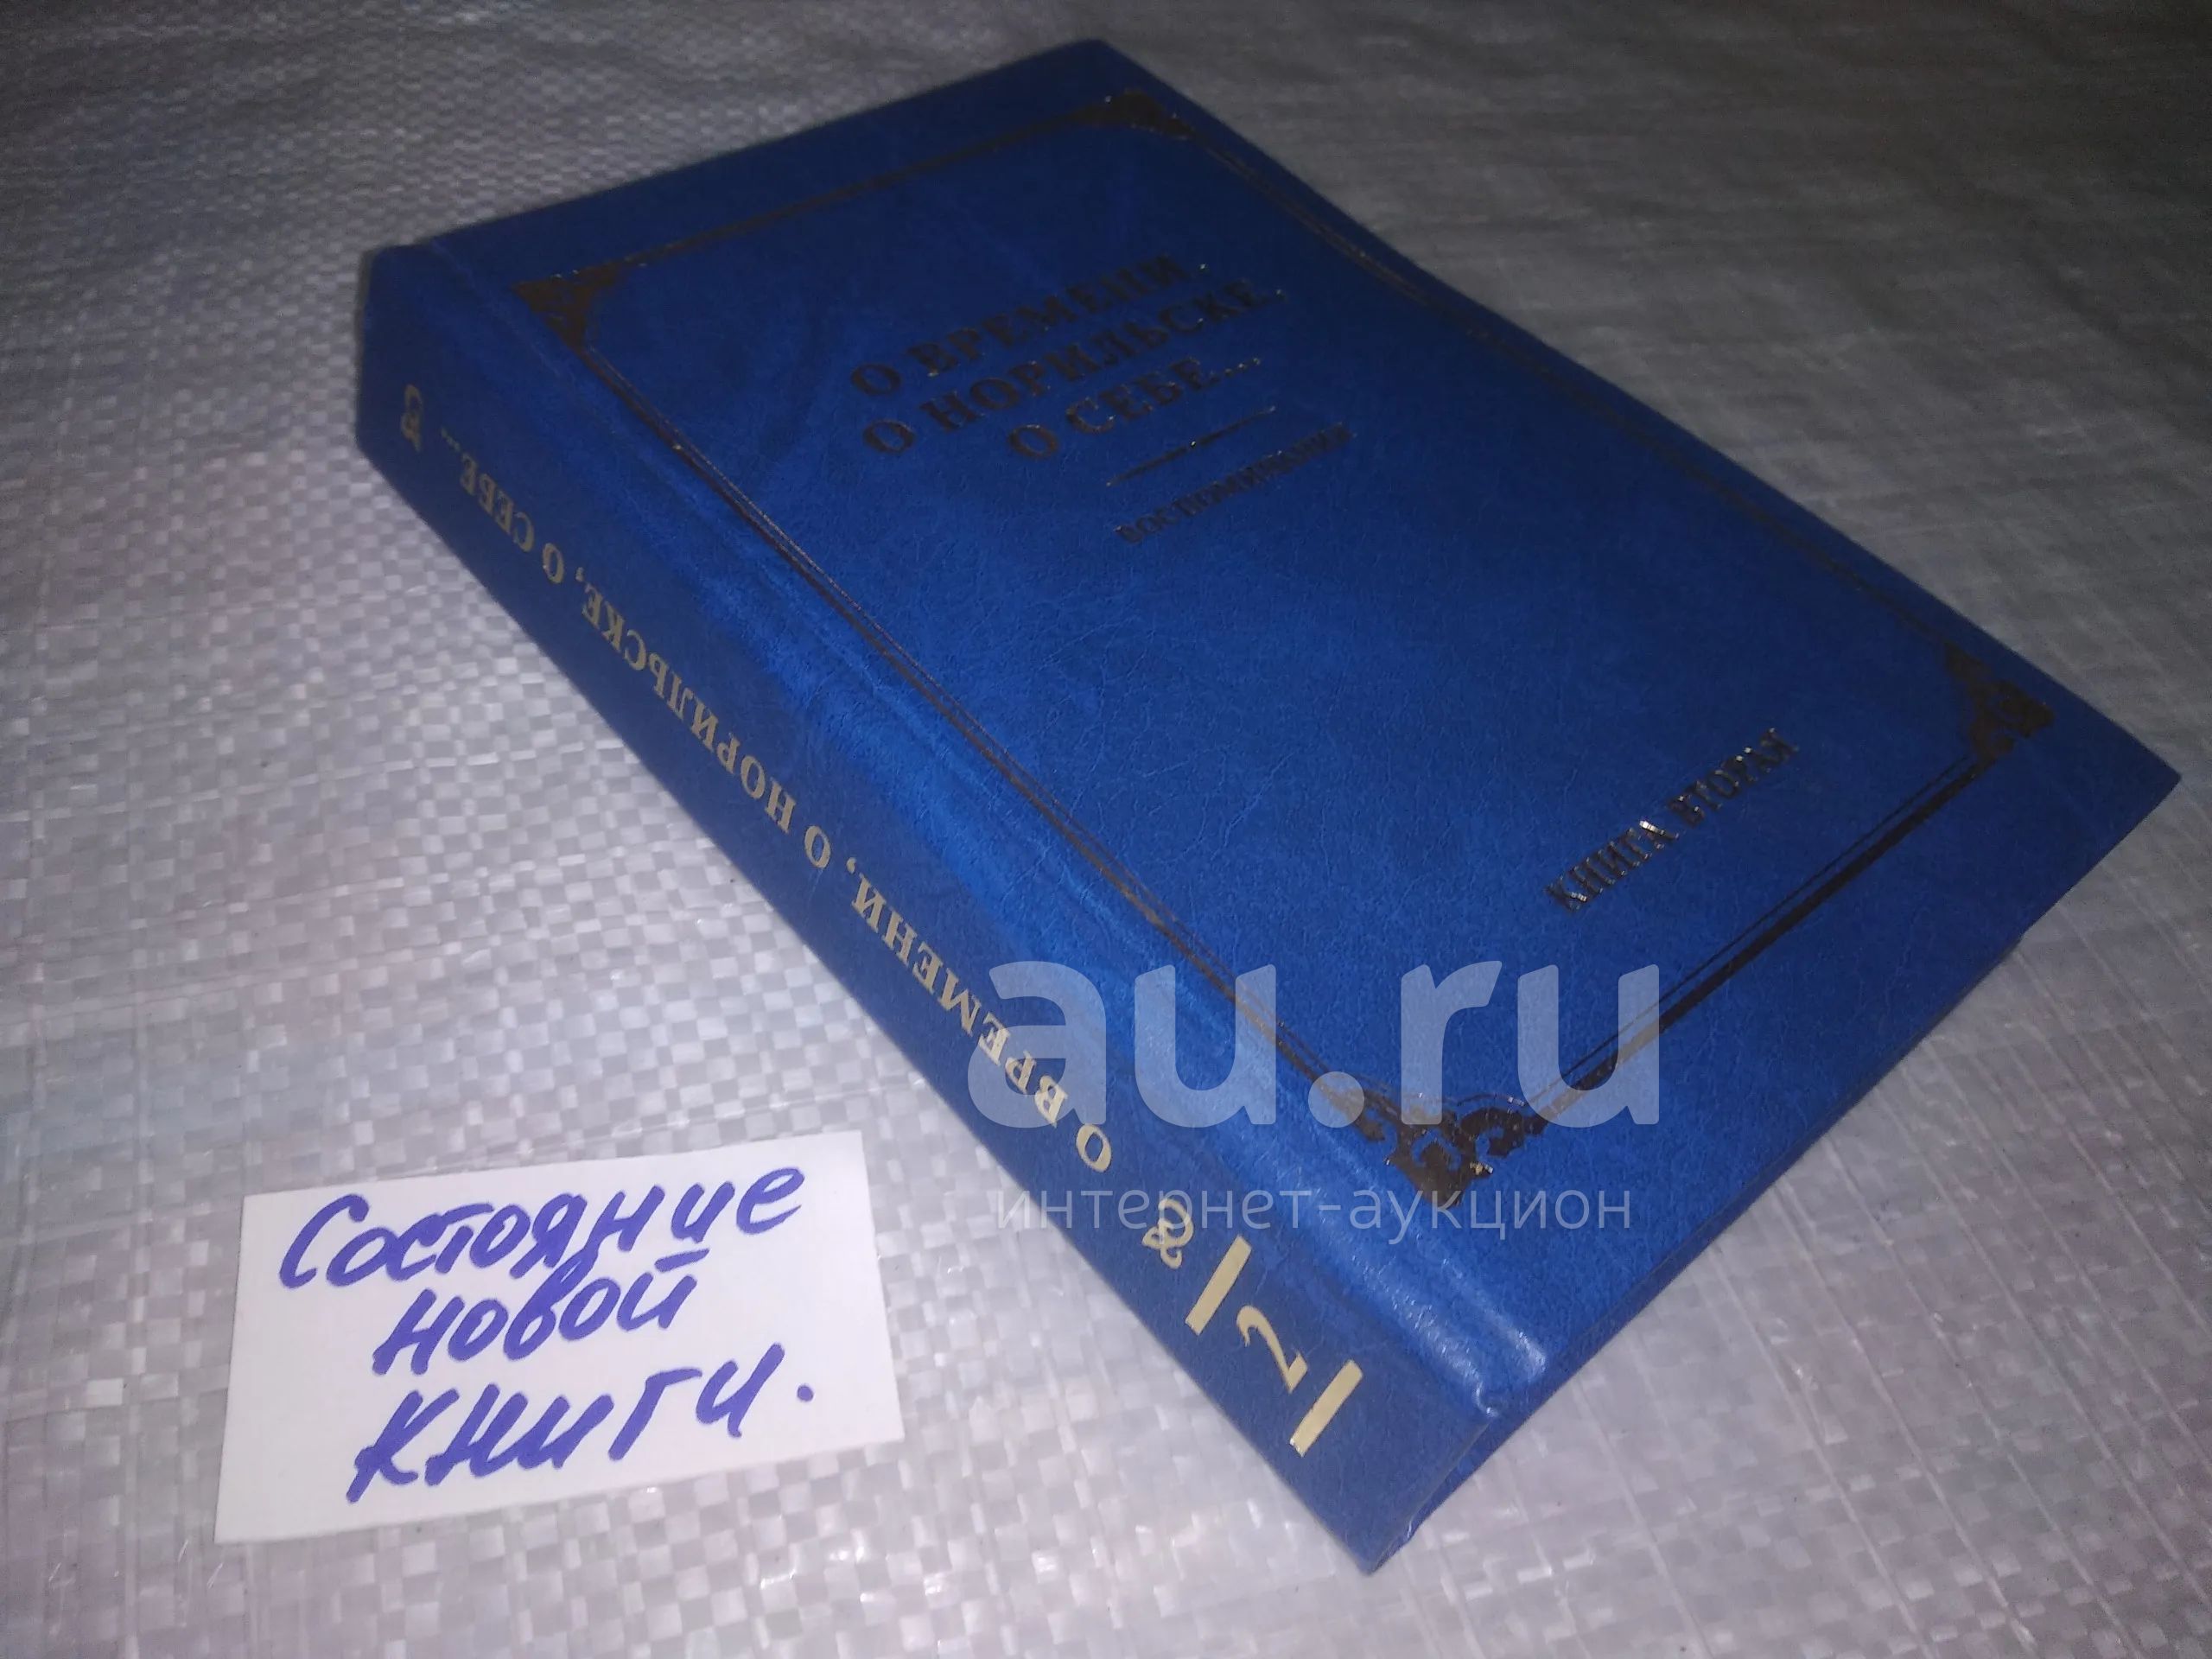 О ВРЕМЕНИ,
О НОРИЛЬСКЕ,
О СЕБЕ...
ВОСПОМИНАНИЯ
КНИГА ВТОРАЯ
О ВРЕМЕНИ, О НОРИЛЬСКЕ, О СЕБЕ...
2
au.ru
интернет-аукцион
Состояние
новой
книги.